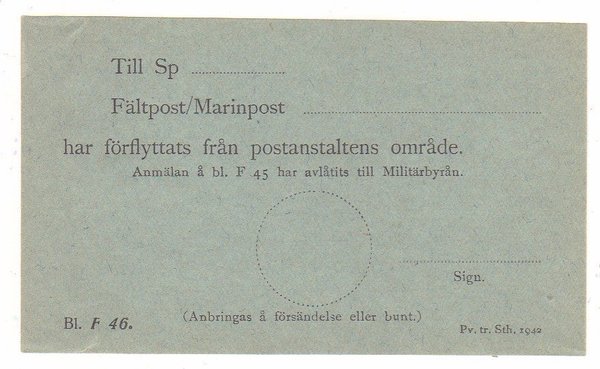 Till Sp
Fältpost/Marinpost
har förflyttats från postanstaltens område.
Anmälan å bl. F 45 har avlåtits till Militärbyrån.
Sign.
(Anbringas å försändelse eller bunt.)
Bl. F 46.
Pv. tr. Sth. 1942